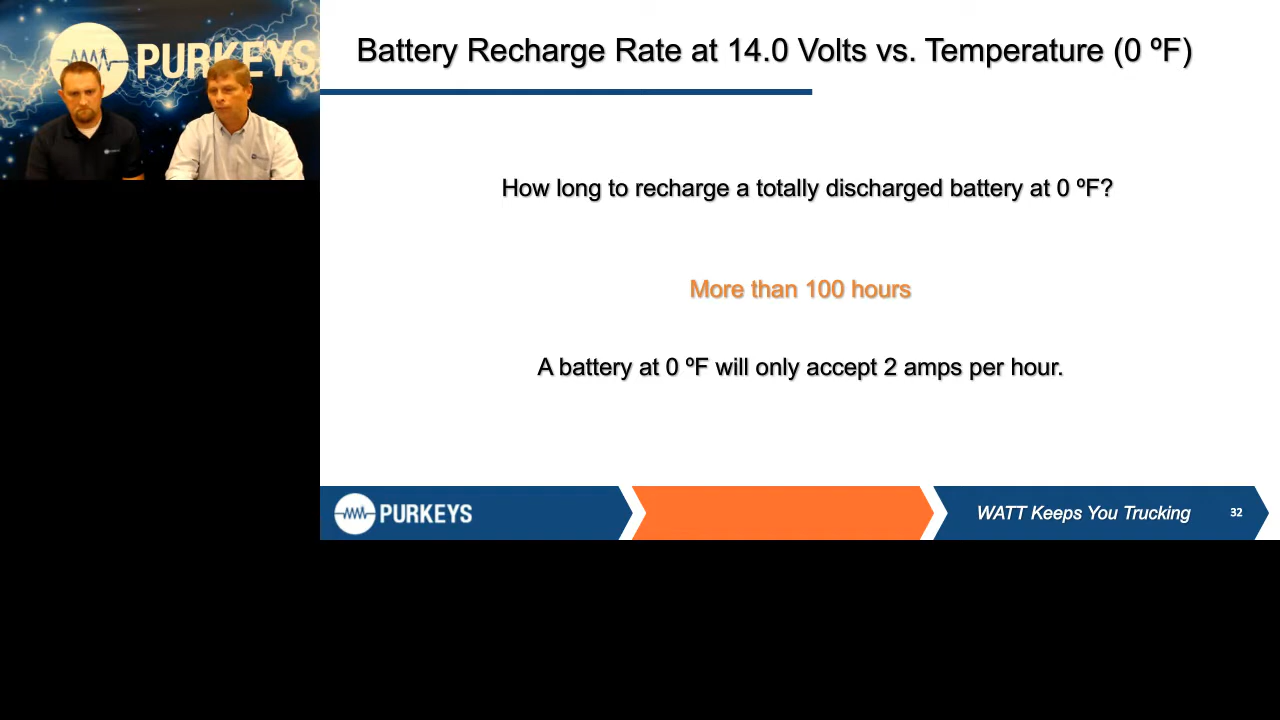 PURKEYS
Battery Recharge Rate at 14.0 Volts vs. Temperature (0 ºF)
How long to recharge a totally discharged battery at 0 ºF?
More than 100 hours
A battery at 0 ºF will only accept 2 amps per hour.
PURKEYS
WATT Keeps You Trucking
32